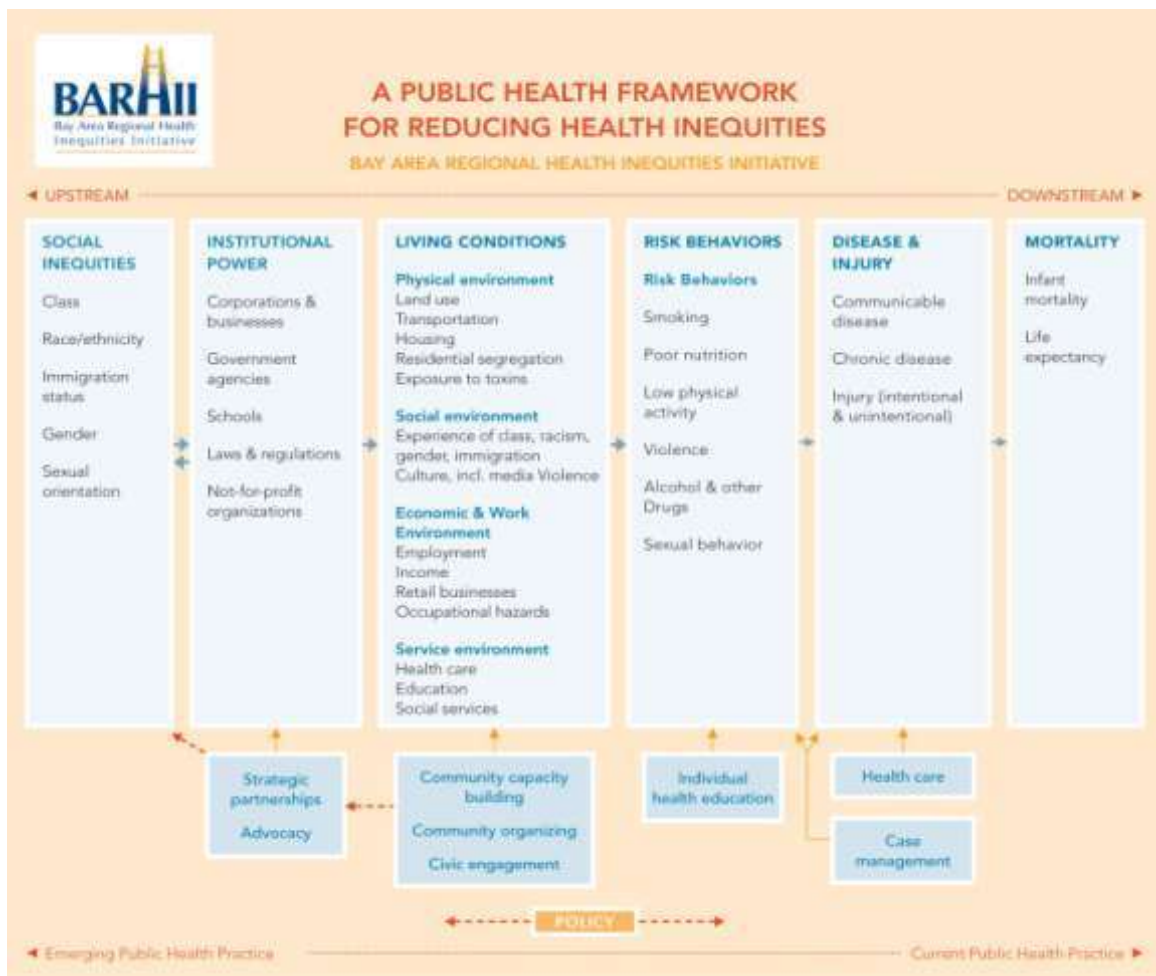 BARHII
Bay Area Regional Health
Inequities Initiative
A PUBLIC HEALTH FRAMEWORK
FOR REDUCING HEALTH INEQUITIES
BAY AREA REGIONAL HEALTH INEQUITIES INITIATIVE
UPSTREAM
DOWNSTREAM
SOCIAL
INEQUITIES
Class
Race/ethnicity
Immigration
status
Gender
Sexual
orientation
INSTITUTIONAL
POWER
Corporations &
businesses
Government
agencies
Schools
Laws & regulations
Not-for-profit
organizations
LIVING CONDITIONS
Physical environment
Land use
Transportation
Housing
Residential segregation
Exposure to toxins
Social environment
Experience of class, racism,
gender, immigration
Culture, incl. media Violence
Economic & Work
Environment
Employment
Income
Retail businesses
Occupational hazards
Service environment
Health care
Education
Social services
RISK BEHAVIORS
Risk Behaviors
Smoking
Poor nutrition
Low physical
activity
Violence
Alcohol & other
Drugs
Sexual behavior
DISEASE &
INJURY
Communicable
disease
Chronic disease
Injury (intentional
& unintentional)
MORTALITY
Infant
mortality
Life
expectancy
Strategic
partnerships
Advocacy
Community capacity
building
Community organizing
Civic engagement
Individual
health education
Health care
Case
management
POLICY
Emerging Public Health Practice
Current Public Health Practice